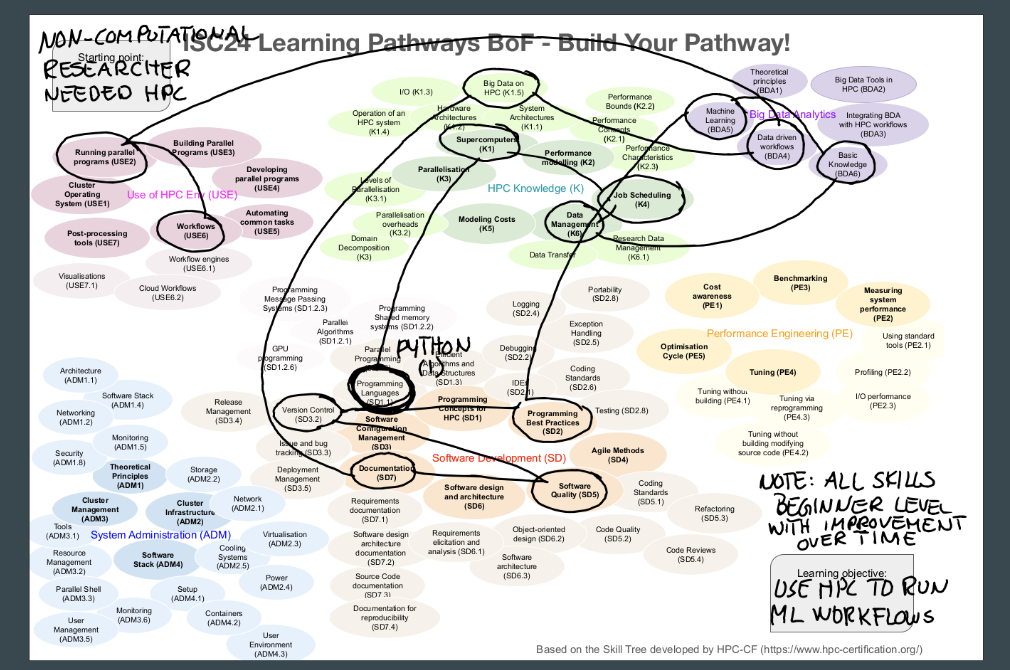 ISC24 Learning Pathways BoF - Build Your Pathway!
NON-COMPUTATIONAL
Starting point:
RESEARCHER
NEEDED HPC
Running parallel
programs (USE2)
Building Parallel
Programs (USE3)
Developing
parallel programs
(USE4)
Cluster
Operating
System (USE1)
Use of HPC Env (USE)
Automating
common tasks
(USE5)
Workflows
(USE6)
Post-processing
tools (USE7)
Workflow engines
(USE6.1)
Visualisations
(USE7.1)
Cloud Workflows
(USE6.2)
I/O (K1.3)
Big Data on
HPC (K1.5)
Operation of an
HPC system
(K1.4)
Hardware
Architectures
(K1.2)
System
Architectures
(K1.1)
Performance
Bounds (K2.2)
Performance
Concepts
(K2.1)
Supercomputers
(K1)
Performance
modelling (K2)
Performance
Characteristics
(K2.3)
Parallelisation
(K3)
Levels of
Parallelisation
(K3.1)
HPC Knowledge (K)
Job Scheduling
(K4)
Parallelisation
overheads
(K3.2)
Modeling Costs
(K5)
Data
Management
(K6)
Domain
Decomposition
(K3)
Data Transfer
Research Data
Management
(K6.1)
Theoretical
principles
(BDA1)
Big Data Tools in
HPC (BDA2)
Machine
Learning
(BDA5)
Big Data Analytics
Integrating BDA
with HPC workflows
(BDA3)
Data driven
workflows
(BDA4)
Basic
Knowledge
(BDA6)
Programming
Message Passing
Systems (SD1.2.3)
Programming
Shared memory
systems (SD1.2.2)
Parallel
Algorithms
(SD1.2.1)
GPU
programming
(SD1.2.6)
Parallel
Programming
PYTHON
Efficient
Algorithms and
Data Structures
(SD1.3)
Programming
Languages
(SD1.1)
Logging
(SD2.4)
Portability
(SD2.8)
Exception
Handling
(SD2.5)
Debugging
(SD2.2)
IDEs
(SD2.1)
Coding
Standards
(SD2.6)
Testing (SD2.8)
Release
Management
(SD3.4)
Version Control
(SD3.2)
Programming
Concepts for
HPC (SD1)
Programming
Best Practices
(SD2)
Software
Configuration
Management
(SD3)
Issue and bug
tracking (SD3.3)
Software Development (SD)
Agile Methods
(SD4)
Deployment
Management
(SD3.5)
Documentation
(SD7)
Software design
and architecture
(SD6)
Software
Quality (SD5)
Coding
Standards
(SD5.1)
Refactoring
(SD5.3)
Requirements
documentation
(SD7.1)
Software design
architecture
documentation
(SD7.2)
Requirements
elicitation and
analysis (SD6.1)
Object-oriented
design (SD6.2)
Code Quality
(SD5.2)
Code Reviews
(SD5.4)
Software
architecture
(SD6.3)
Source Code
documentation
(SD7.3)
Documentation for
reproducibility
(SD7.4)
Cost
awareness
(PE1)
Benchmarking
(PE3)
Measuring
system
performance
(PE2)
Performance Engineering (PE)
Using standard
tools (PE2.1)
Optimisation
Cycle (PE5)
Tuning (PE4)
Profiling (PE2.2)
Tuning without
building (PE4.1)
Tuning via
reprogramming
(PE4.3)
I/O performance
(PE2.3)
Tuning without
building modifying
source code (PE4.2)
Architecture
(ADM1.1)
Software Stack
(ADM1.4)
Networking
(ADM1.2)
Monitoring
(ADM1.5)
Security
(ADM1.8)
Theoretical
Principles
(ADM1)
Storage
(ADM2.2)
Cluster
Management
(ADM3)
Cluster
Infrastructure
(ADM2)
Network
(ADM2.1)
Tools
(ADM3.1)
System Administration (ADM)
Virtualisation
(ADM2.3)
Resource
Management
(ADM3.2)
Software
Stack (ADM4)
Cooling
Systems
(ADM2.5)
Power
(ADM2.4)
Parallel Shell
(ADM3.3)
Setup
(ADM4.1)
Monitoring
(ADM3.6)
Containers
(ADM4.2)
User
Management
(ADM3.5)
User
Environment
(ADM4.3)
NOTE: ALL SKILLS
BEGINNER LEVEL
WITH IMPROVEMENT
OVER TIME
Learning objective:
USE HPC TO RUN
ML WORKFLOWS
Based on the Skill Tree developed by HPC-CF (https://www.hpc-certification.org/)